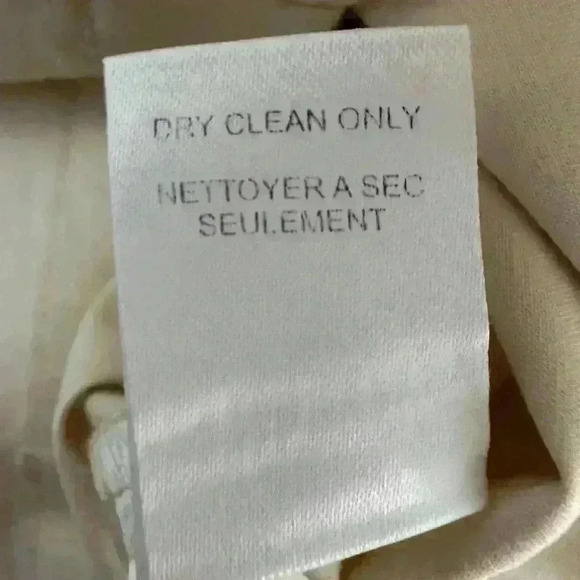 DRY CLEAN ONLY
NETTOYER A SEC
SEULEMENT